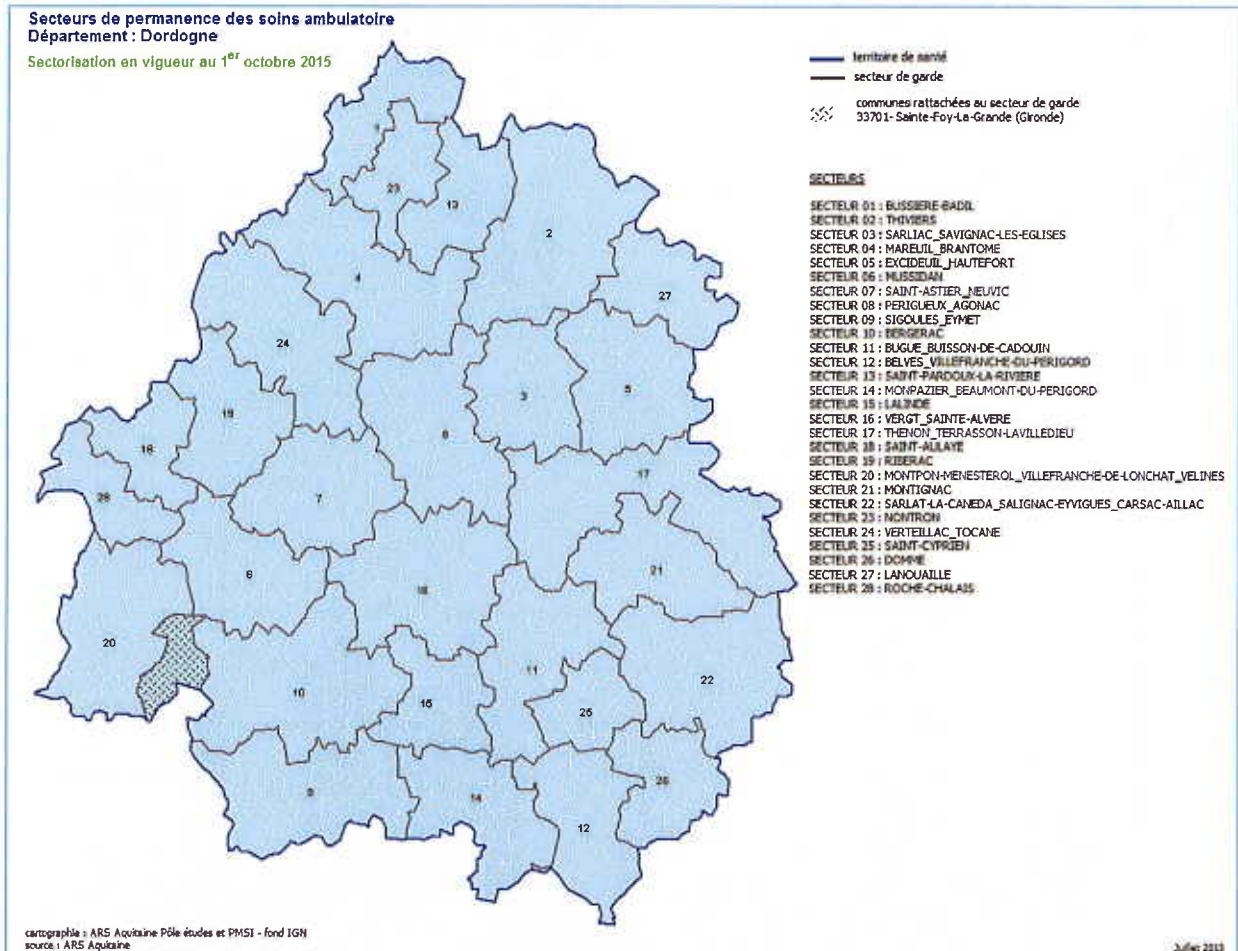 Secteurs de permanence des soins ambulatoire
Département : Dordogne
Sectorisation en vigueur au 1er octobre 2015
territoire de santé
secteur de garde
communes rattachées au secteur de garde
33701- Sainte-Foy-La-Grande (Gironde)
SECTEURS
SECTEUR 01 : BUSSIERE-BADIL
SECTEUR 02 : THIVIERS
SECTEUR 03 : SARLIAC_SAVIGNAC-LES-EGLISES
SECTEUR 04 : MAREUIL_BRANTOME
SECTEUR 05 : EXCIDEUIL_HAUTEFORT
SECTEUR 06 : MUSSIDAN
SECTEUR 07 : SAINT-ASTIER_NEUVIC
SECTEUR 08 : PERIGUEUX_AGONAC
SECTEUR 09 : SIGOULES_EYMET
SECTEUR 10 : BERGERAC
SECTEUR 11 : BUGUE_BUISSON-DE-CADOUIN
SECTEUR 12 : BELVES_VILLEFRANCHE-DU-PERIGORD
SECTEUR 13 : SAINT-PARDOUX-LA-RIVIERE
SECTEUR 14 : MONPAZIER_BEAUMONT-DU-PERIGORD
SECTEUR 15 : LALINDE
SECTEUR 16 : VERGT_SAINTE-ALVERE
SECTEUR 17 : THENON_TERRASSON-LAVILLEDIEU
SECTEUR 18 : SAINT-AULAYE
SECTEUR 19 : RIBERAC
SECTEUR 20 : MONTPON-MENESTEROL_VILLEFRANCHE-DE-LONCHAT_VELINES
SECTEUR 21 : MONTIGNAC
SECTEUR 22 : SARLAT-LA-CANEDA_SALIGNAC-EYVIGUES_CARSAC-AILLAC
SECTEUR 23 : NONTRON
SECTEUR 24 : VERTEILLAC_TOCANE
SECTEUR 25 : SAINT-CYPRIEN
SECTEUR 26 : DOMME
SECTEUR 27 : LANOUAILLE
SECTEUR 28 : ROCHE-CHALAIS
1
23
13
2
4
27
24
3
5
19
8
18
17
7
28
6
16
21
20
11
22
10
15
25
9
14
26
12
cartographie : ARS Aquitaine Pôle études et PMSI - fond IGN
source : ARS Aquitaine